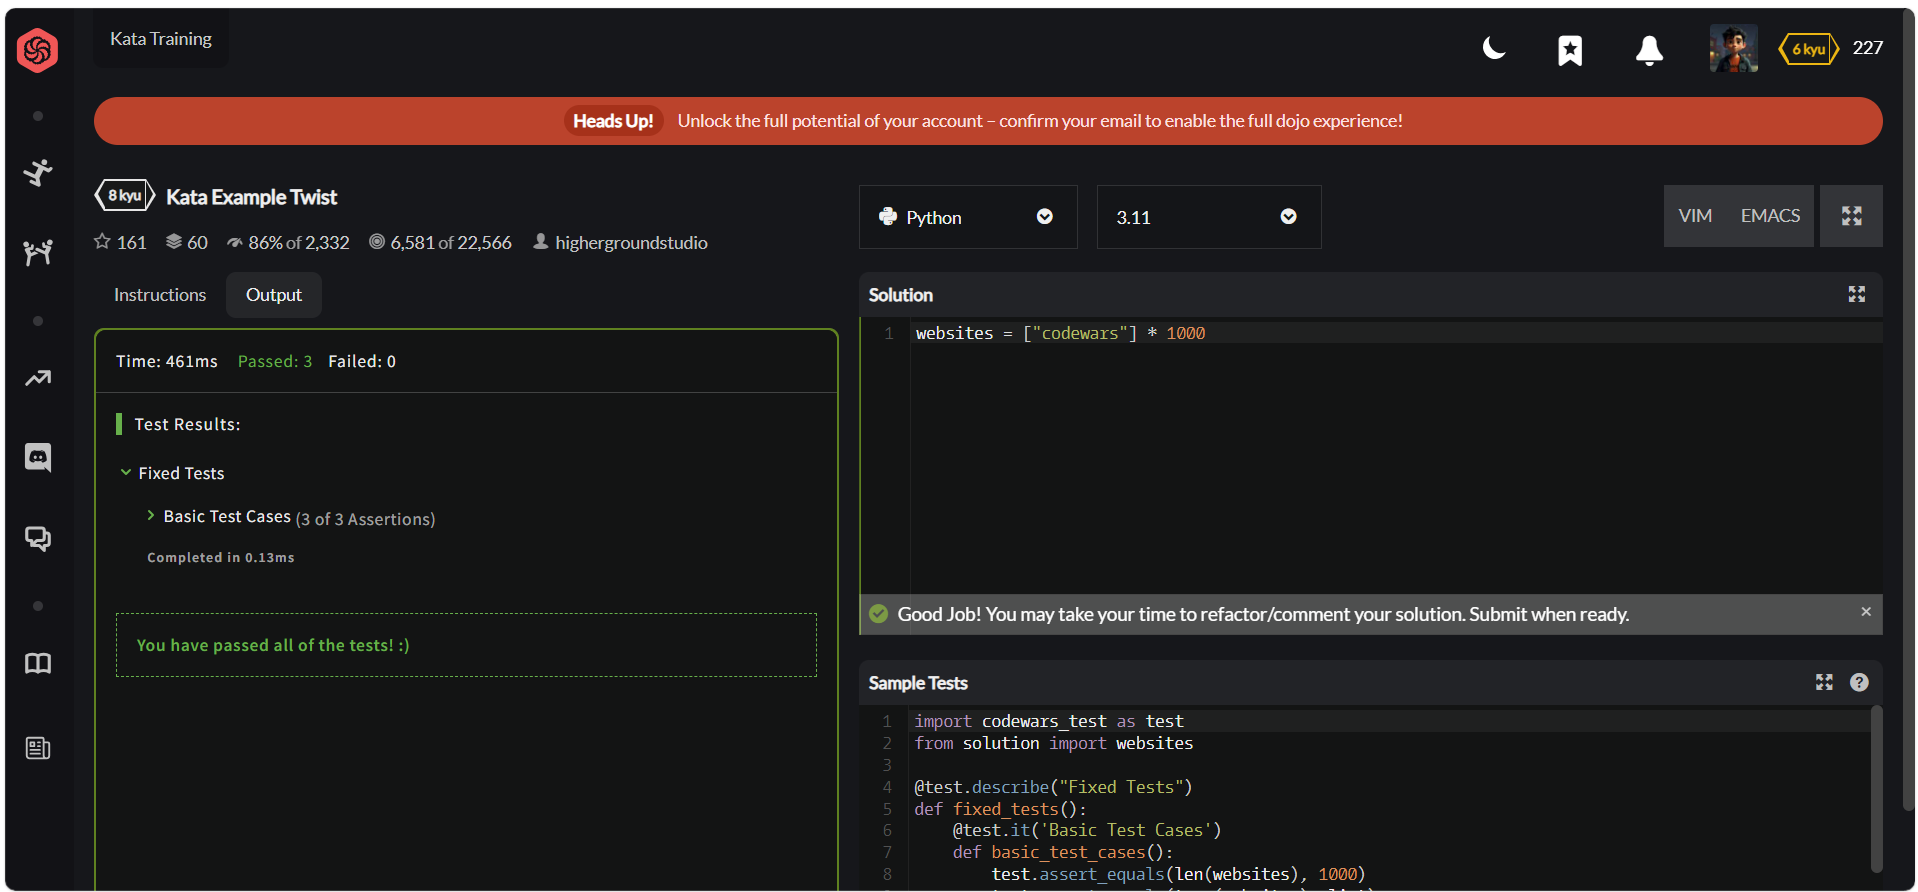 Kata Training
6 kyu 227
Heads Up! Unlock the full potential of your account – confirm your email to enable the full dojo experience!
8 kyu Kata Example Twist
161 60 86% of 2,332 6,581 of 22,566 highergroundstudio
Instructions Output
Time: 461ms Passed: 3 Failed: 0
Test Results:
Fixed Tests
Basic Test Cases (3 of 3 Assertions)
Completed in 0.13ms
You have passed all of the tests! :)
Python 3.11 VIM EMACS
Solution
1 websites = ["codewars"] * 1000
Good Job! You may take your time to refactor/comment your solution. Submit when ready.
Sample Tests
1 import codewars_test as test
2 from solution import websites
3
4 @test.describe("Fixed Tests")
5 def fixed_tests():
6 @test.it('Basic Test Cases')
7 def basic_test_cases():
8 test.assert_equals(len(websites), 1000)